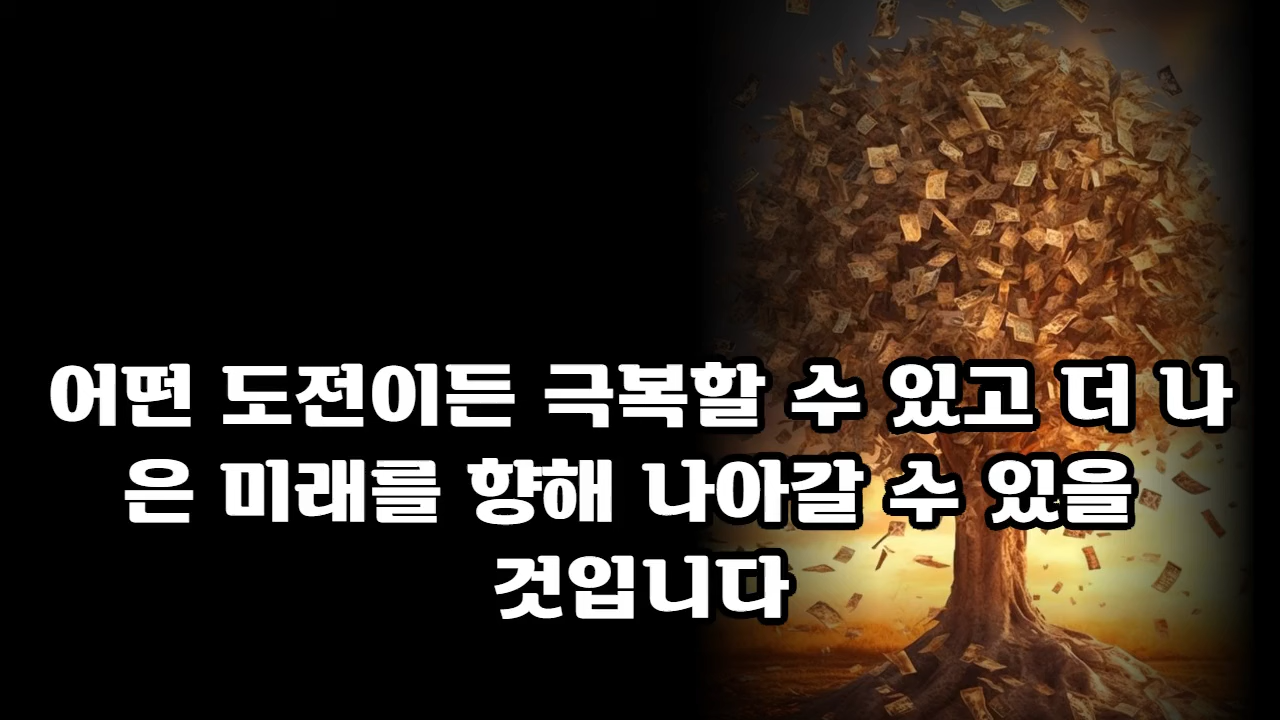 어떤 도전이든 극복할 수 있고 더 나
은 미래를 향해 나아갈 수 있을
것입니다